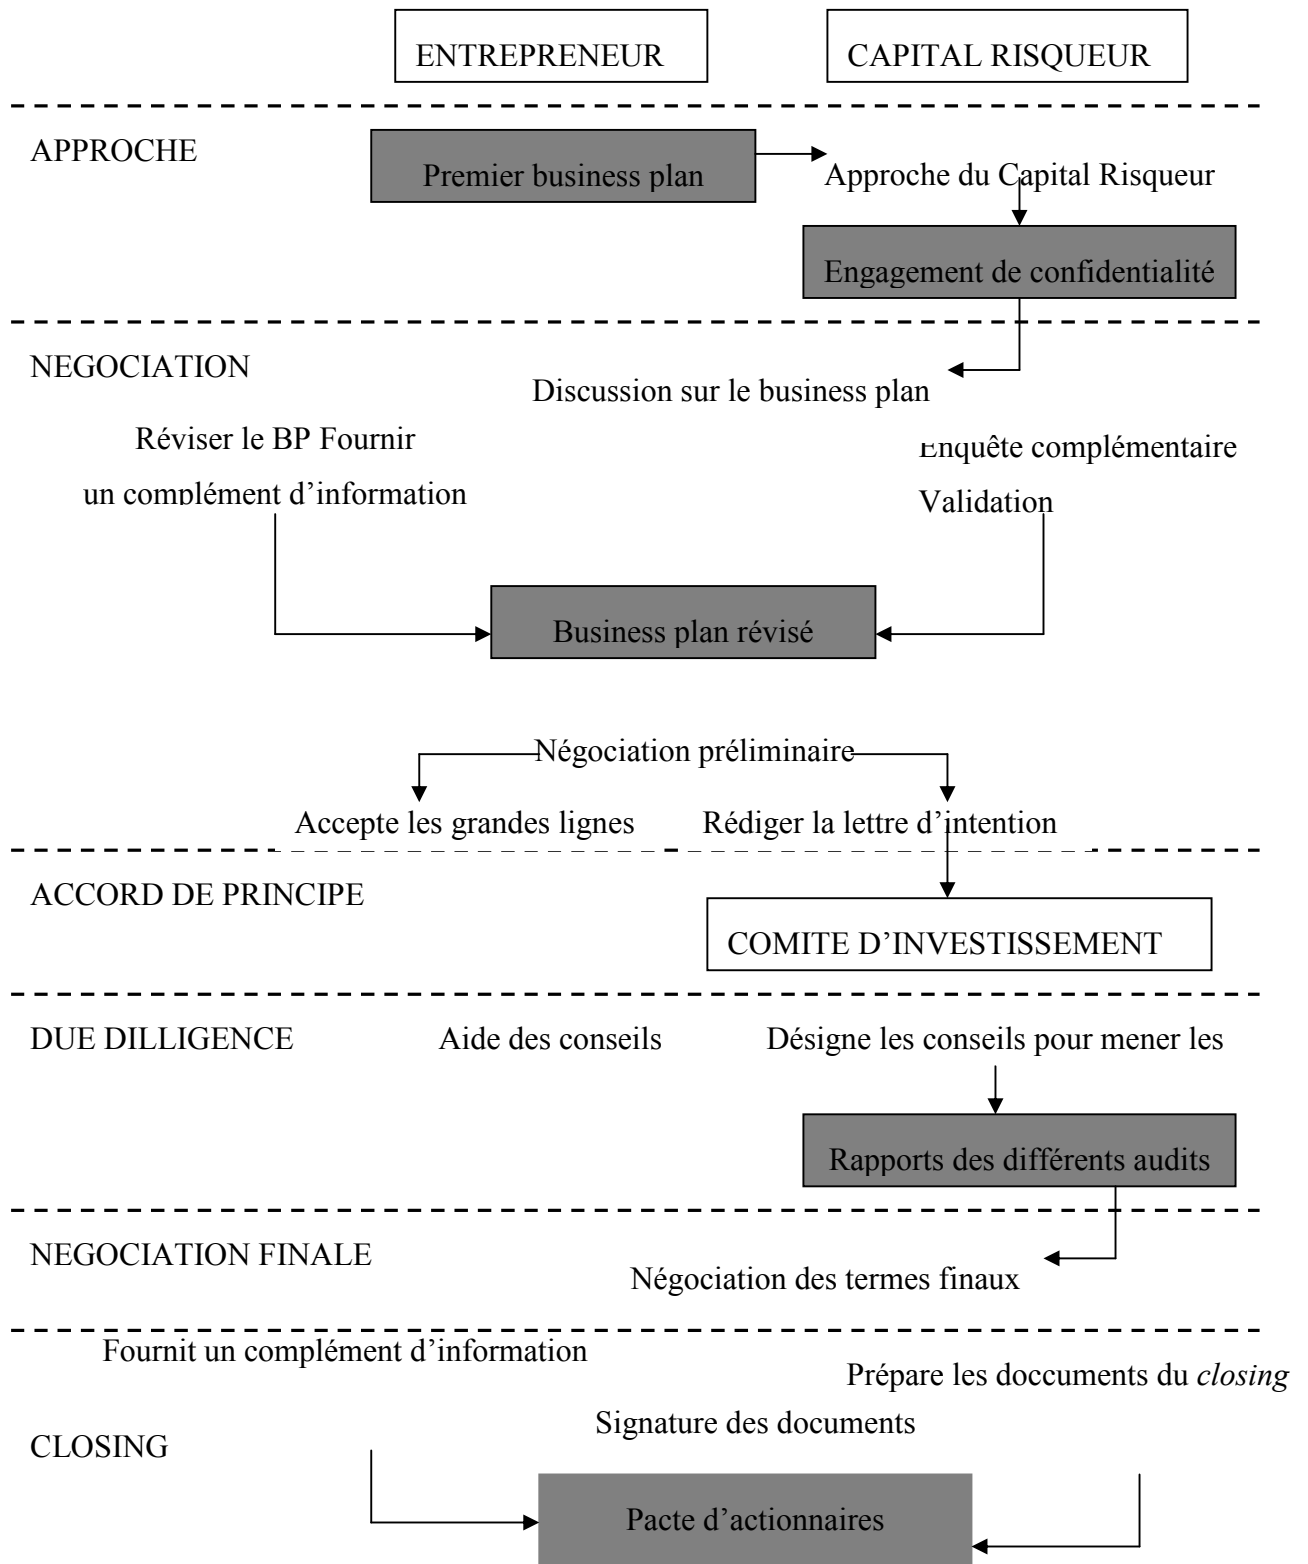 ENTREPRENEUR
CAPITAL RISQUEUR
APPROCHE
Premier business plan
Approche du Capital Risqueur
Engagement de confidentialité
NEGOCIATION
Discussion sur le business plan
Réviser le BP Fournir
un complément d’information
Enquête complémentaire
Validation
Business plan révisé
Négociation préliminaire
Accepte les grandes lignes
Rédiger la lettre d’intention
ACCORD DE PRINCIPE
COMITE D’INVESTISSEMENT
DUE DILLIGENCE
Aide des conseils
Désigne les conseils pour mener les
Rapports des différents audits
NEGOCIATION FINALE
Négociation des termes finaux
Fournit un complément d’information
Prépare les doccuments du closing
Signature des documents
CLOSING
Pacte d’actionnaires